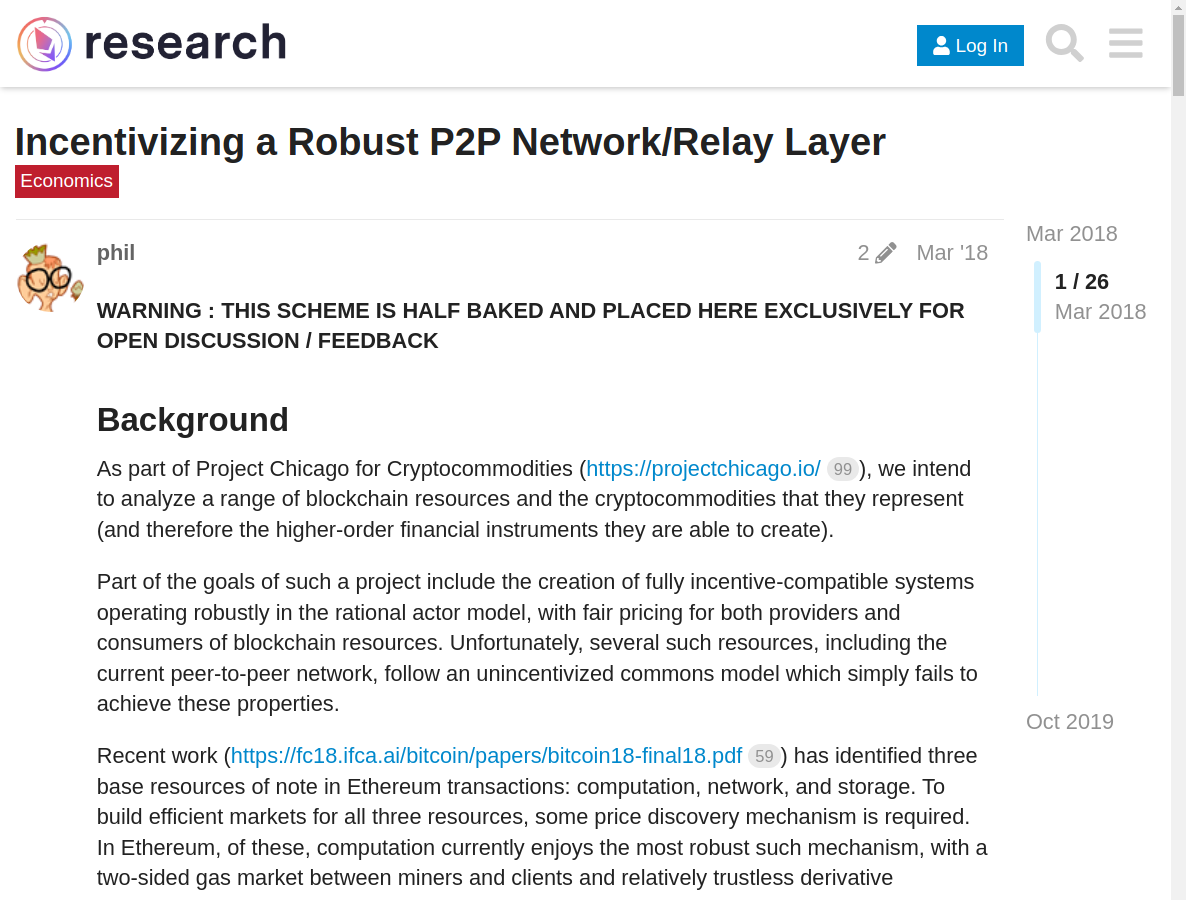 research
Log In
Incentivizing a Robust P2P Network/Relay Layer
Economics
Mar 2018
phil
2
Mar '18
1 / 26
Mar 2018
WARNING : THIS SCHEME IS HALF BAKED AND PLACED HERE EXCLUSIVELY FOR
OPEN DISCUSSION / FEEDBACK
Background
As part of Project Chicago for Cryptocommodities (https://projectchicago.io/ 99), we intend
to analyze a range of blockchain resources and the cryptocommodities that they represent
(and therefore the higher-order financial instruments they are able to create).
Part of the goals of such a project include the creation of fully incentive-compatible systems
operating robustly in the rational actor model, with fair pricing for both providers and
consumers of blockchain resources. Unfortunately, several such resources, including the
current peer-to-peer network, follow an unincentivized commons model which simply fails to
achieve these properties.
Oct 2019
Recent work (https://fc18.ifca.ai/bitcoin/papers/bitcoin18-final18.pdf 59) has identified three
base resources of note in Ethereum transactions: computation, network, and storage. To
build efficient markets for all three resources, some price discovery mechanism is required.
In Ethereum, of these, computation currently enjoys the most robust such mechanism, with a
two-sided gas market between miners and clients and relatively trustless derivative